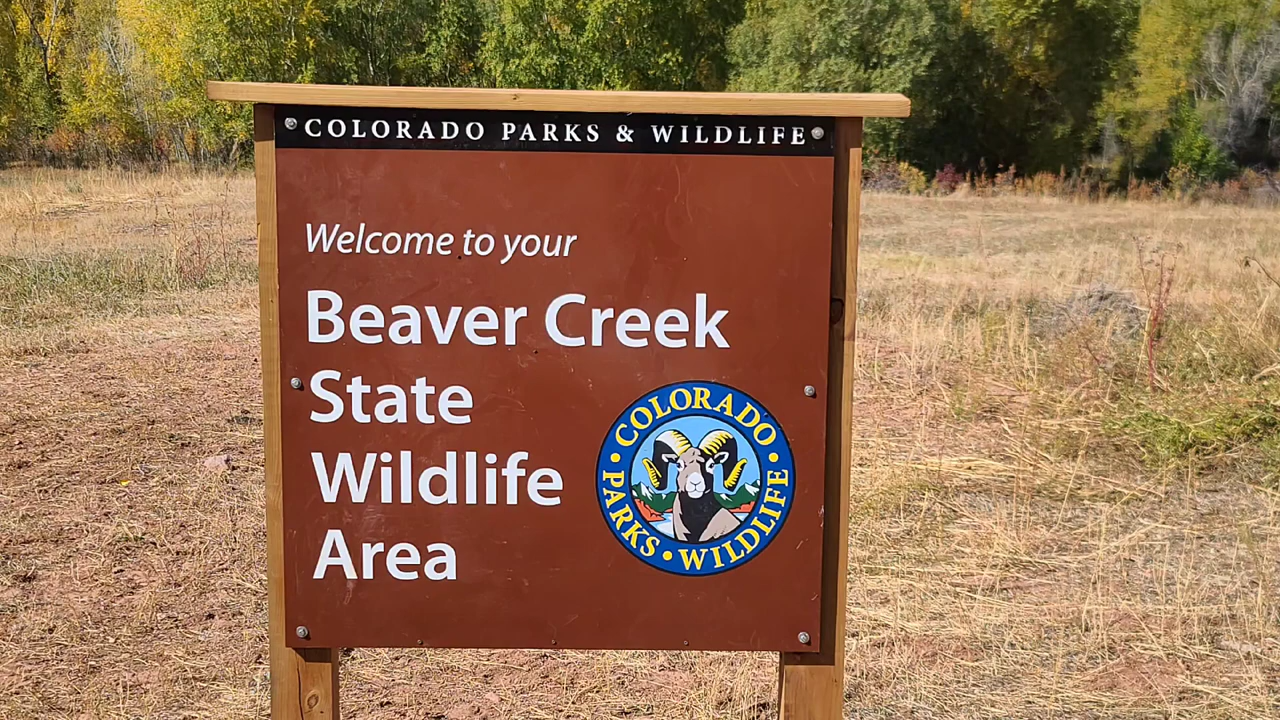 COLORADO PARKS & WILDLIFE
Welcome to your
Beaver Creek
State
Wildlife
Area
COLORADO • PARKS • WILDLIFE •